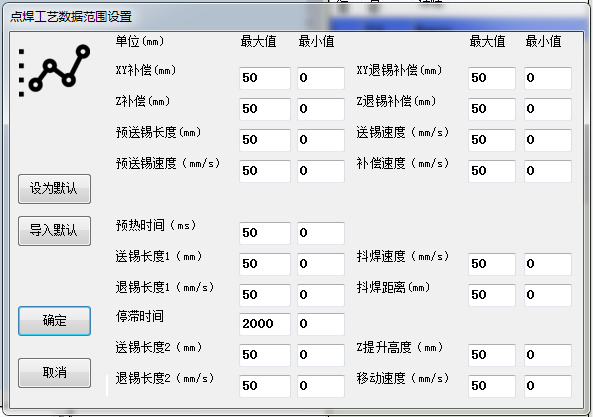 点焊工艺数据范围设置
单位(mm) 最大值 最小值 最大值 最小值
XY补偿(mm) 50 0 XY退锡补偿(mm) 50 0
Z补偿(mm) 50 0 Z退锡补偿(mm) 50 0
预送锡长度(mm) 50 0 送锡速度(mm/s) 50 0
预送锡速度(mm/s) 50 0 补偿速度(mm/s) 50 0
设为默认
导入默认
预热时间(ms) 50 0
送锡长度1(mm) 50 0 抖焊速度(mm/s) 50 0
退锡长度1(mm/s) 50 0 抖焊距离(mm) 50 0
确定
停滞时间 2000 0
送锡长度2(mm) 50 0 Z提升高度(mm) 50 0
取消
退锡长度2(mm/s) 50 0 移动速度(mm/s) 50 0